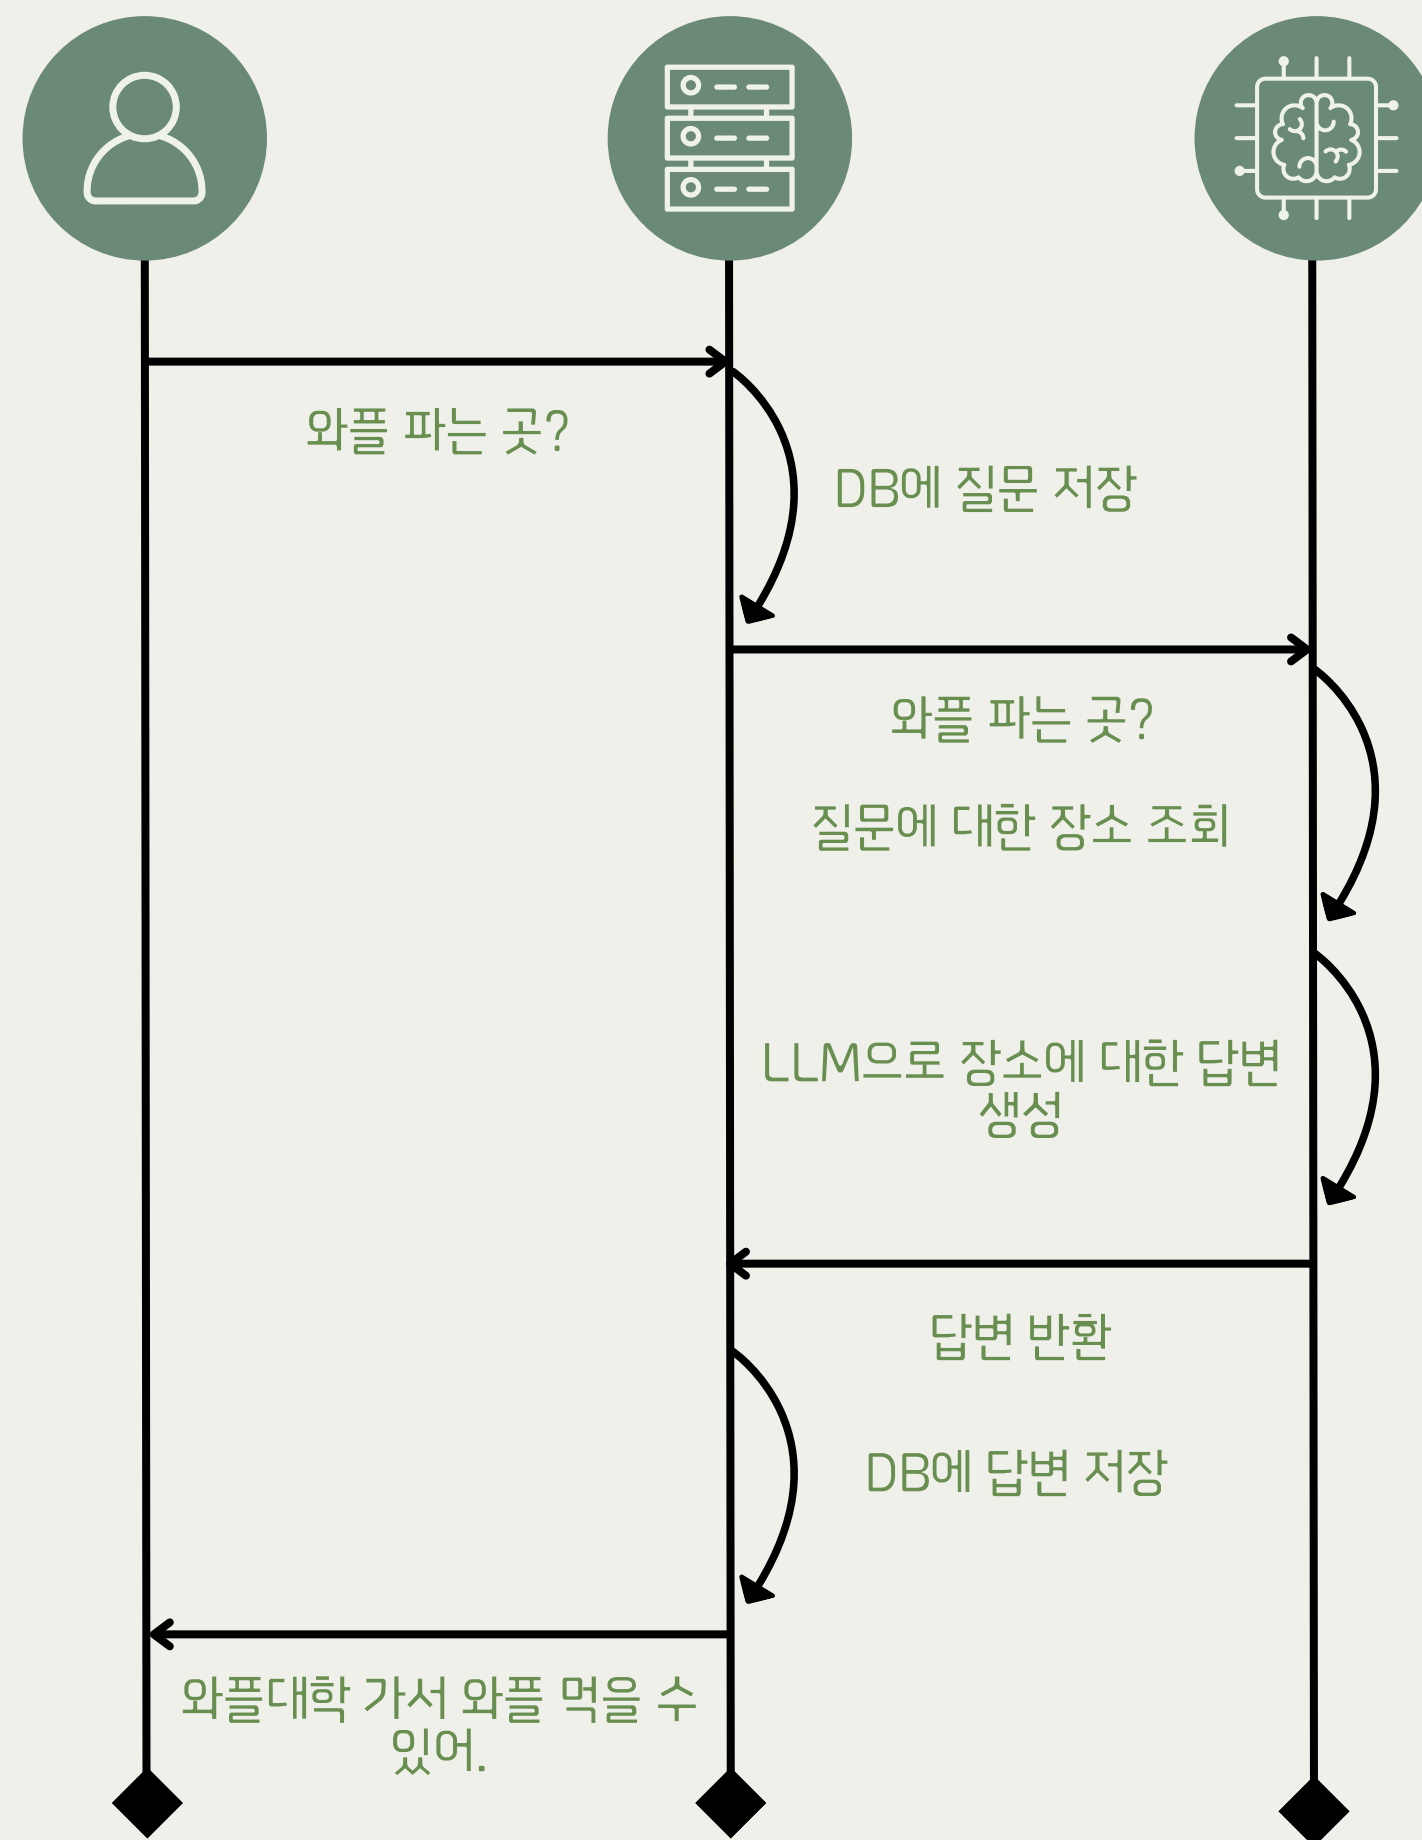 와플 파는 곳?
DB에 질문 저장
와플 파는 곳?
질문에 대한 장소 조회
LLM으로 장소에 대한 답변
생성
답변 반환
DB에 답변 저장
와플대학 가서 와플 먹을 수
있어.